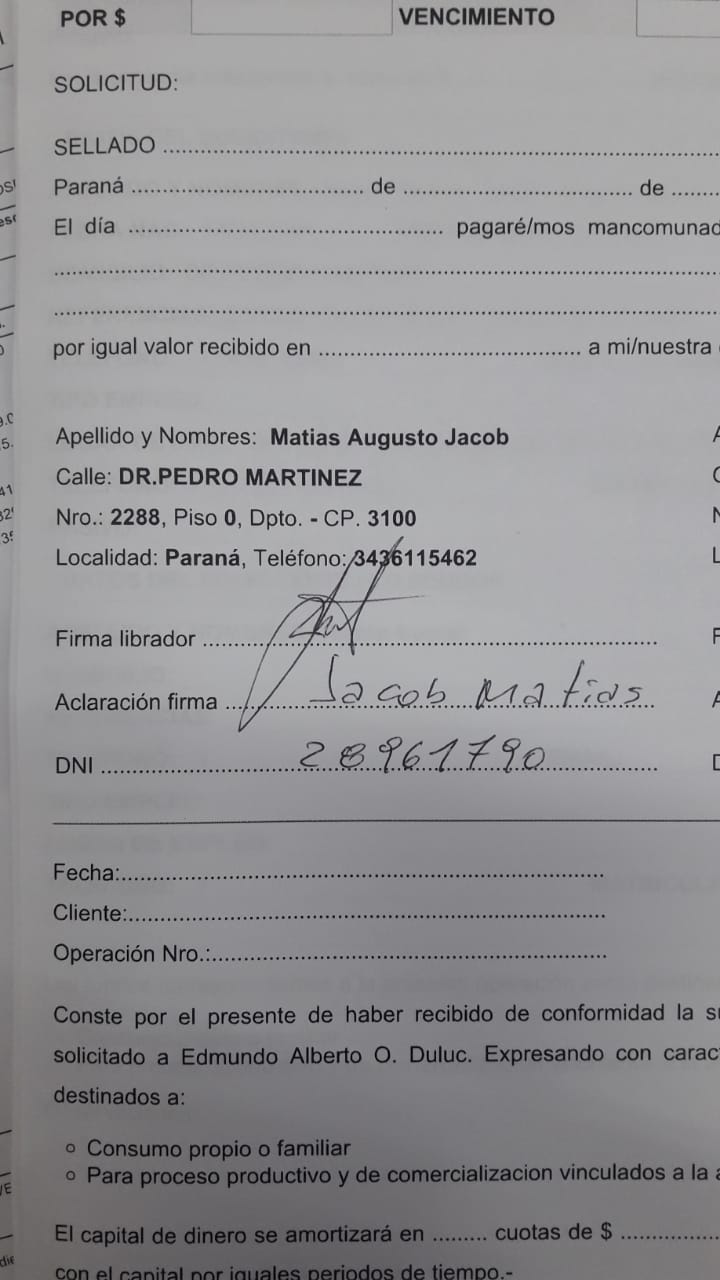 POR $ VENCIMIENTO
SOLICITUD:
SELLADO ........................................
Paraná .................... de .................... de ........
El día .............................. pagaré/mos mancomunad
........................................
........................................
por igual valor recibido en .............................. a mi/nuestra
Apellido y Nombres: Matias Augusto Jacob
Calle: DR.PEDRO MARTINEZ
Nro.: 2288, Piso 0, Dpto. - CP. 3100
Localidad: Paraná, Teléfono: 3436115462
Firma librador ........................................
Aclaración firma Jacob Matias
DNI 28961790
Fecha:........................................
Cliente:........................................
Operación Nro.:........................................
Conste por el presente de haber recibido de conformidad la su
solicitado a Edmundo Alberto O. Duluc. Expresando con carac
destinados a:
○ Consumo propio o familiar
○ Para proceso productivo y de comercializacion vinculados a la a
El capital de dinero se amortizará en ......... cuotas de $ ...............
con el capital por iguales periodos de tiempo.-